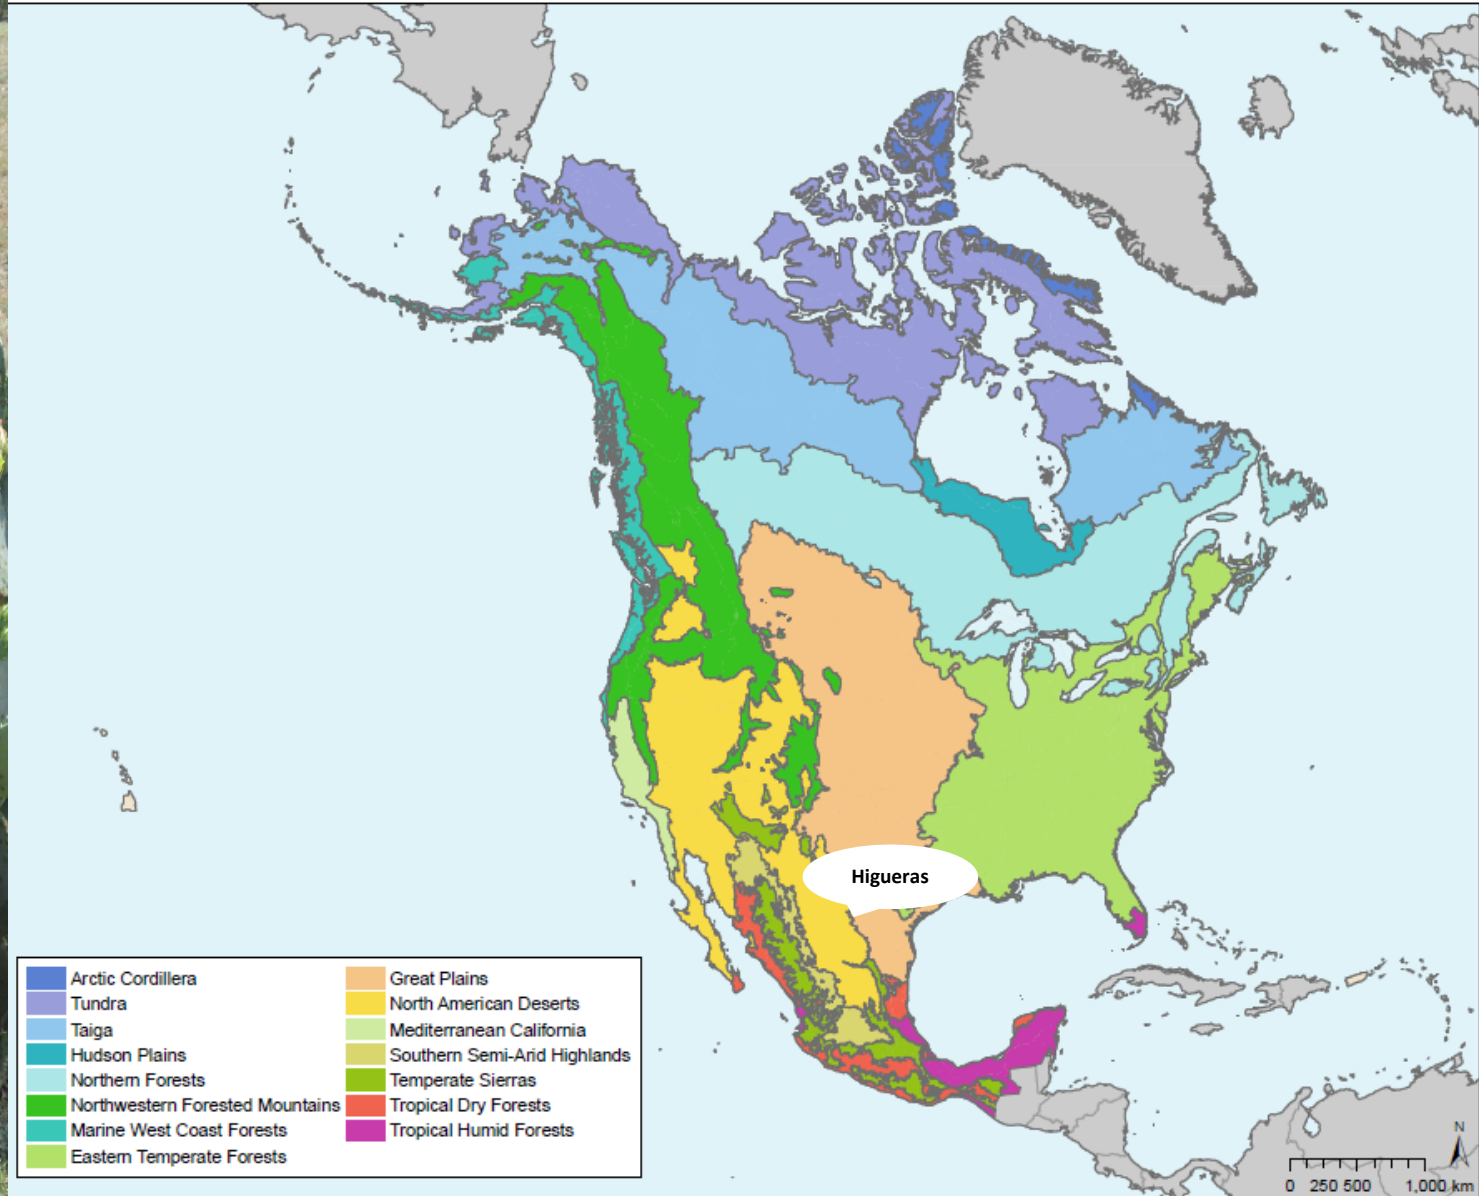 Higueras
Arctic Cordillera
Tundra
Taiga
Hudson Plains
Northern Forests
Northwestern Forested Mountains
Marine West Coast Forests
Eastern Temperate Forests
Great Plains
North American Deserts
Mediterranean California
Southern Semi-Arid Highlands
Temperate Sierras
Tropical Dry Forests
Tropical Humid Forests
N
0 250 500 1,000 km